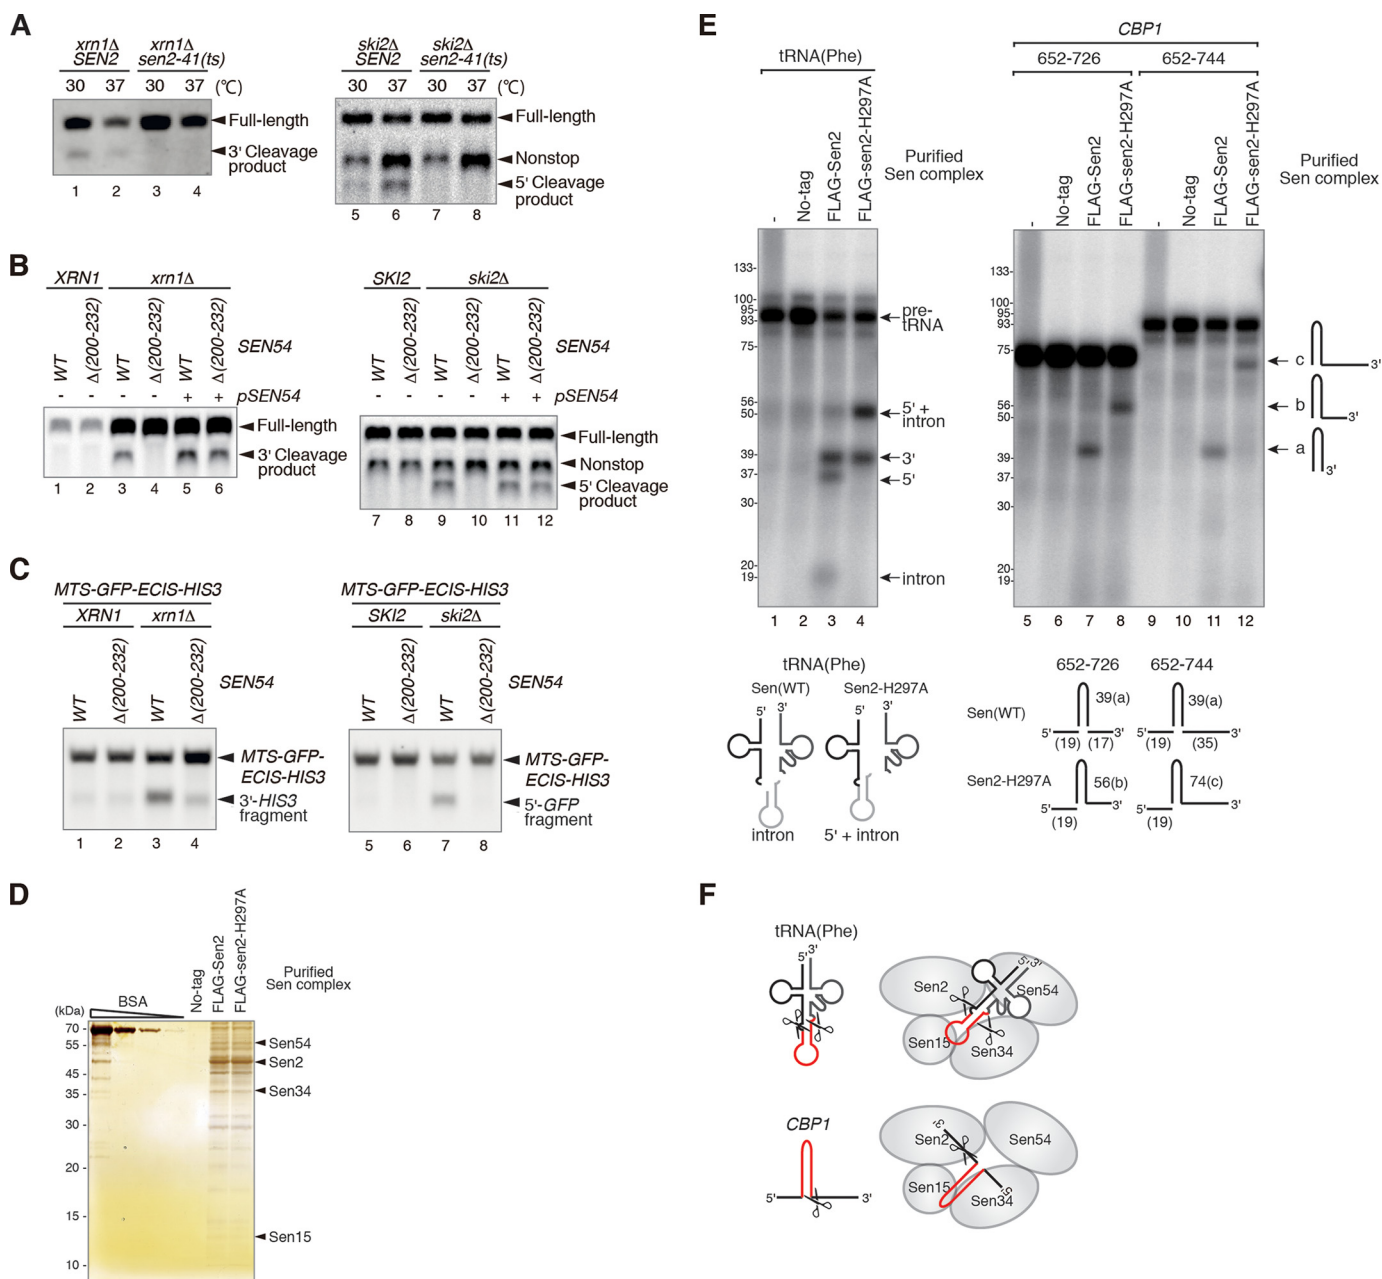 A
xrn1Δ SEN2
xrn1Δ sen2-41(ts)
30 37 30 37 (°C)
Full-length
3' Cleavage
product
1 2 3 4
ski2Δ SEN2
ski2Δ sen2-41(ts)
30 37 30 37 (°C)
Full-length
Nonstop
5' Cleavage
product
5 6 7 8
B
XRN1 xrn1Δ
WT Δ(200-232) WT Δ(200-232) WT Δ(200-232) SEN54
- - - - + + pSEN54
Full-length
3' Cleavage
product
1 2 3 4 5 6
SKI2 ski2Δ
WT Δ(200-232) WT Δ(200-232) WT Δ(200-232) SEN54
- - - - + + pSEN54
Full-length
Nonstop
5' Cleavage
product
7 8 9 10 11 12
C
MTS-GFP-ECIS-HIS3
XRN1 xrn1Δ
WT Δ(200-232) WT Δ(200-232) SEN54
MTS-GFP-
ECIS-HIS3
3'-HIS3
fragment
1 2 3 4
MTS-GFP-ECIS-HIS3
SKI2 ski2Δ
WT Δ(200-232) WT Δ(200-232) SEN54
MTS-GFP-
ECIS-HIS3
5'-GFP
fragment
5 6 7 8
D
No-tag FLAG-Sen2 FLAG-sen2-H297A
Purified
Sen complex
BSA
(kDa)
70 -
55 -
45 -
35 -
30 -
20 -
15 -
10 -
Sen54
Sen2
Sen34
Sen15
E
tRNA(Phe)
- No-tag FLAG-Sen2 FLAG-sen2-H297A
Purified
Sen complex
133-
100-
95-
93-
75-
56-
50-
39-
37-
30-
20-
19-
pre-
tRNA
5' +
intron
3'
5'
intron
1 2 3 4
CBP1
652-726 652-744
- No-tag FLAG-Sen2 FLAG-sen2-H297A - No-tag FLAG-Sen2 FLAG-sen2-H297A
Purified
Sen complex
133-
100-
95-
93-
75-
56-
50-
39-
37-
30-
20-
19-
c 3'
b 3'
a 3'
5 6 7 8 9 10 11 12
tRNA(Phe)
Sen(WT) Sen2-H297A
5' 3' 5' 3'
intron 5' + intron
652-726 652-744
Sen(WT)
39(a) 39(a)
5' 3' 5' 3'
(19) (17) (19) (35)
Sen2-H297A
56(b) 74(c)
5' 3' 5' 3'
(19) (19)
F
tRNA(Phe)
5' 3'
5' 3'
Sen2
Sen54
Sen15
Sen34
CBP1
5' 3'
3'
Sen2
Sen54
Sen15
Sen34
5'